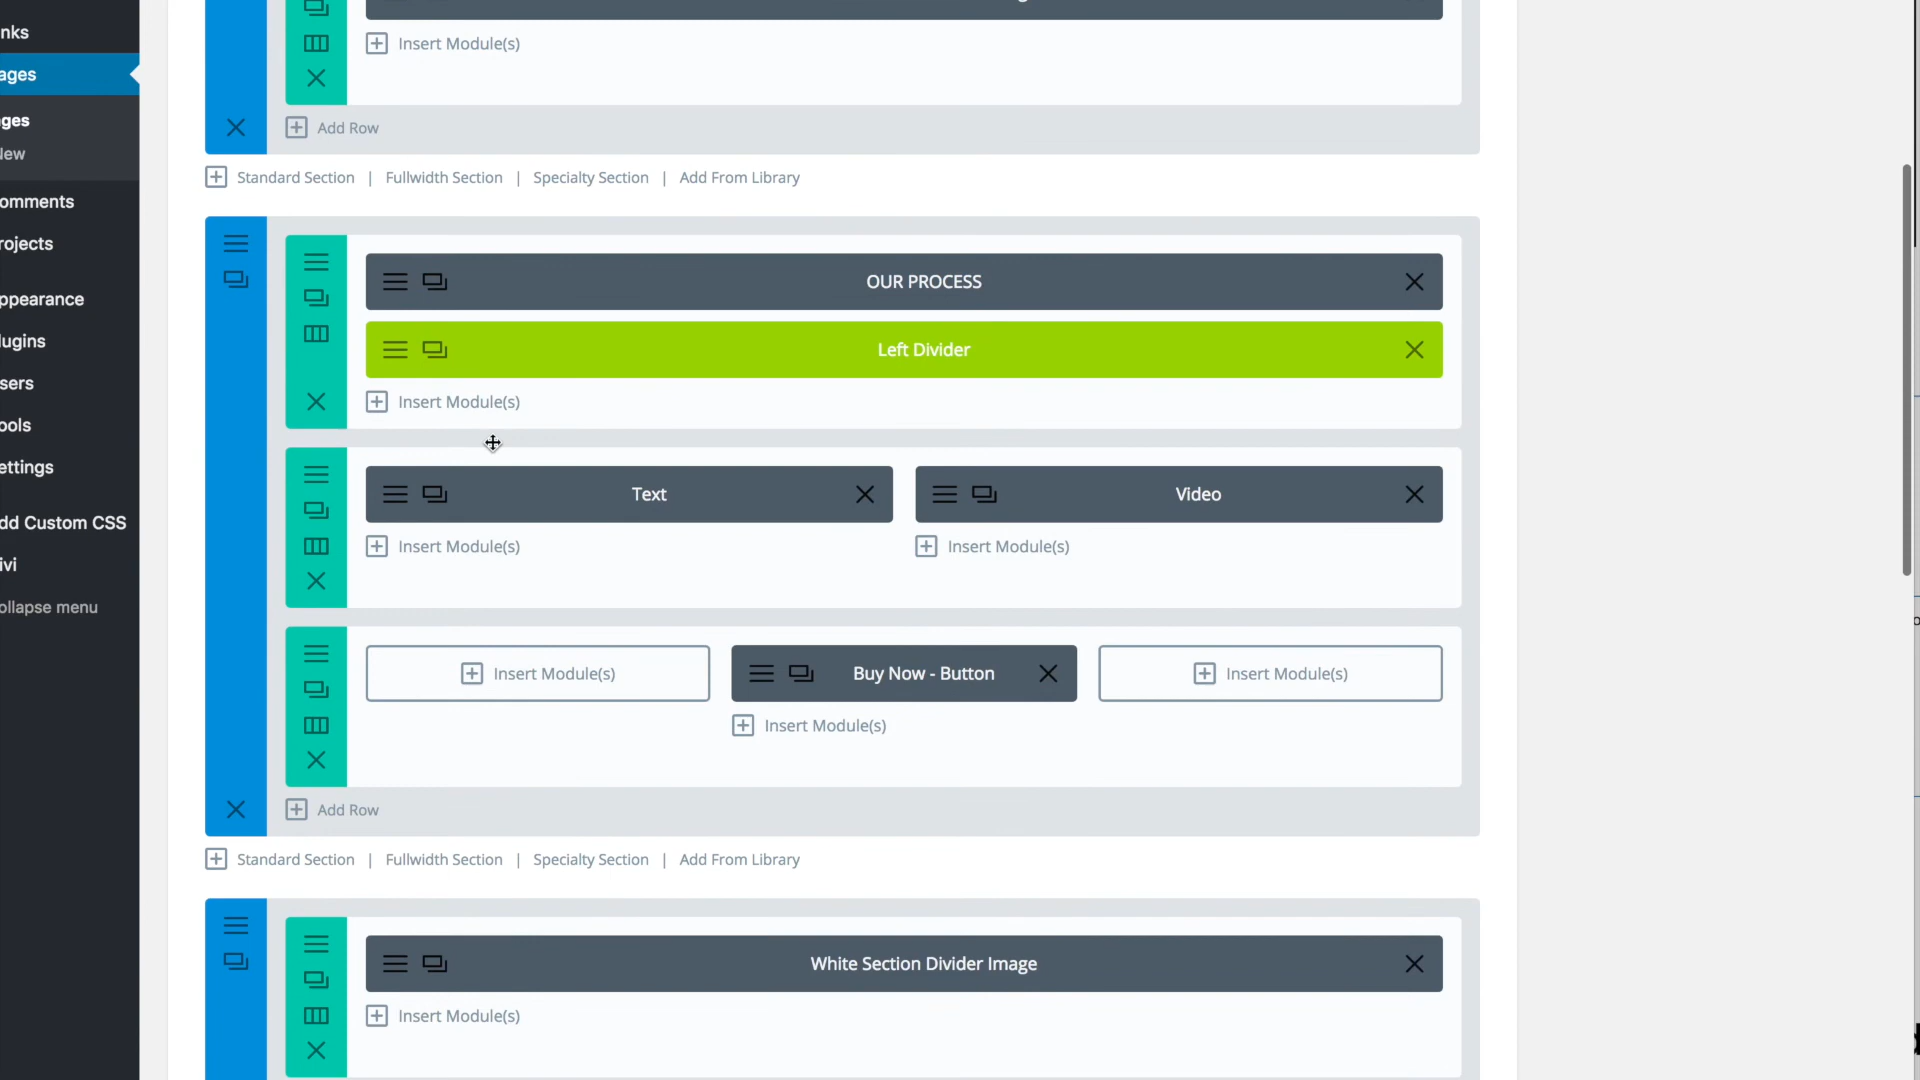 nks
ages
ges
New
omments
rojects
ppearance
lugins
sers
ools
ettings
dd Custom CSS
ivi
ollapse menu
Insert Module(s)
Add Row
Standard Section | Fullwidth Section | Specialty Section | Add From Library
OUR PROCESS
Left Divider
Insert Module(s)
Text
Video
Insert Module(s)
Insert Module(s)
Insert Module(s)
Buy Now - Button
Insert Module(s)
Insert Module(s)
Add Row
Standard Section | Fullwidth Section | Specialty Section | Add From Library
White Section Divider Image
Insert Module(s)